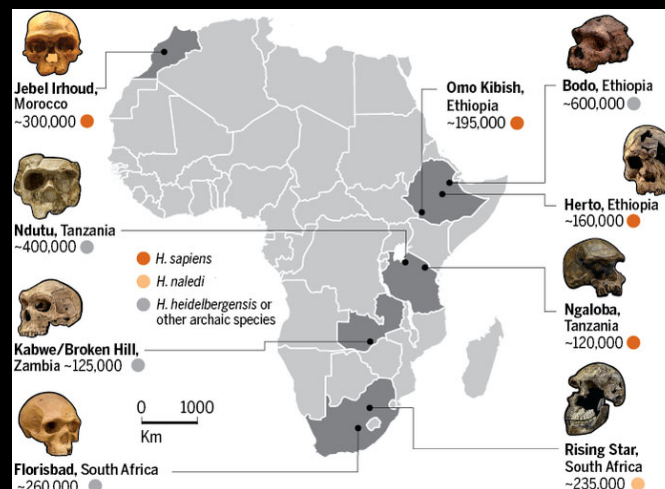 Jebel Irhoud,
Morocco
~300,000
Ndutu, Tanzania
~400,000
Kabwe/Broken Hill,
Zambia ~125,000
Florisbad, South Africa
~260,000
H. sapiens
H. naledi
H. heidelbergensis or
other archaic species
0 1000
Km
Omo Kibish,
Ethiopia
~195,000
Bodo, Ethiopia
~600,000
Herto, Ethiopia
~160,000
Ngaloba,
Tanzania
~120,000
Rising Star,
South Africa
~235,000